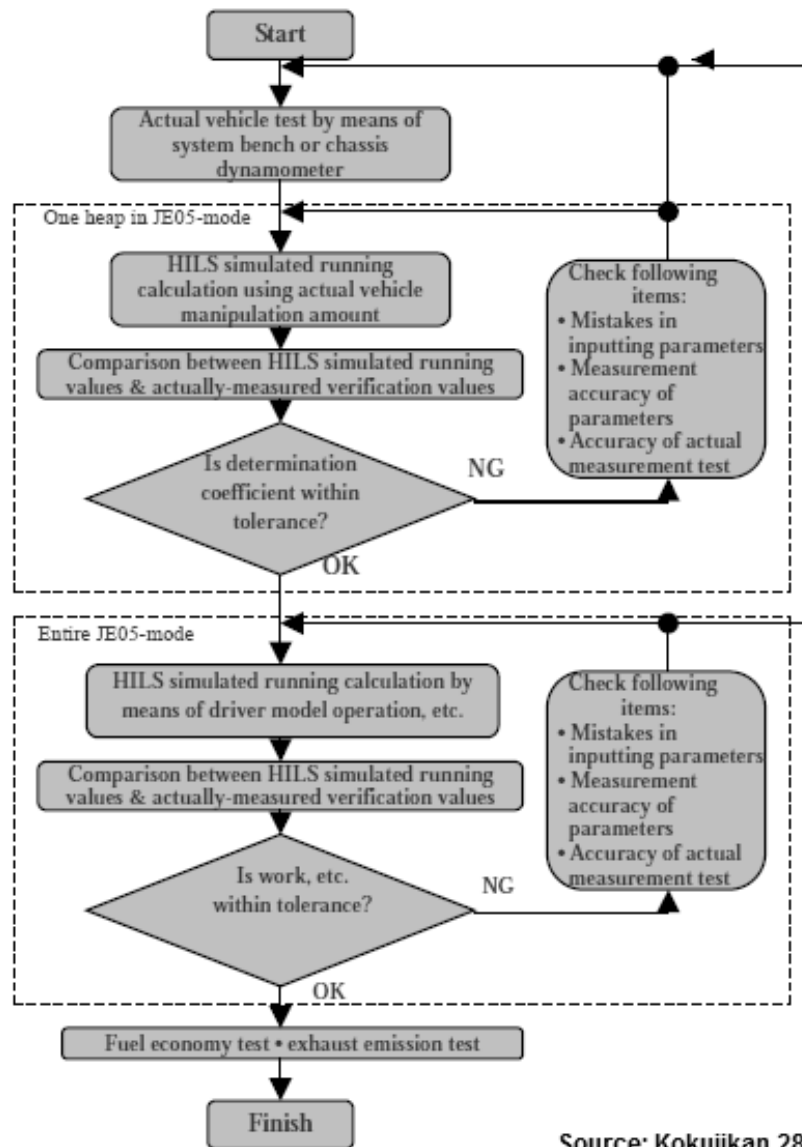 Start
Actual vehicle test by means of
system bench or chassis
dynamometer
One heap in JE05-mode
HILS simulated running
calculation using actual vehicle
manipulation amount
Comparison between HILS simulated running
values & actually-measured verification values
Is determination
coefficient within
tolerance?
NG
OK
Check following
items:
• Mistakes in
inputting parameters
• Measurement
accuracy of
parameters
• Accuracy of actual
measurement test
Entire JE05-mode
HILS simulated running calculation by
means of driver model operation, etc.
Comparison between HILS simulated running
values & actually-measured verification values
Is work, etc.
within tolerance?
NG
OK
Check following
items:
• Mistakes in
inputting parameters
• Measurement
accuracy of
parameters
• Accuracy of actual
measurement test
Fuel economy test • exhaust emission test
Finish
Source: Kokujikan 28